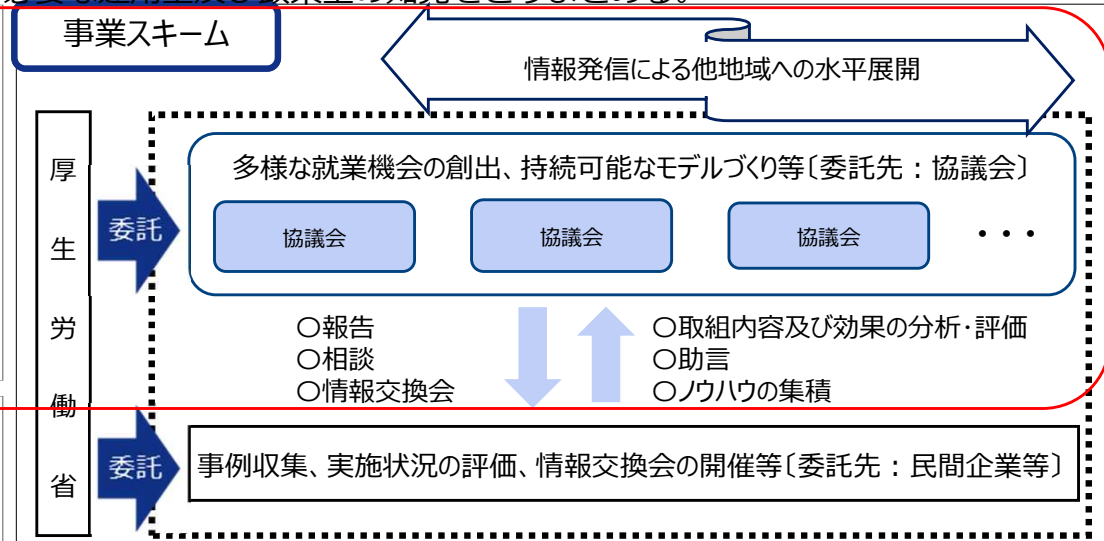 事業スキーム
情報発信による他地域への水平展開
厚生労働省
委託
多様な就業機会の創出、持続可能なモデルづくり等〔委託先：協議会〕
協議会
協議会
協議会
・・・
〇報告
〇相談
〇情報交換会
〇取組内容及び効果の分析・評価
〇助言
〇ノウハウの集積
委託
事例収集、実施状況の評価、情報交換会の開催等〔委託先：民間企業等〕